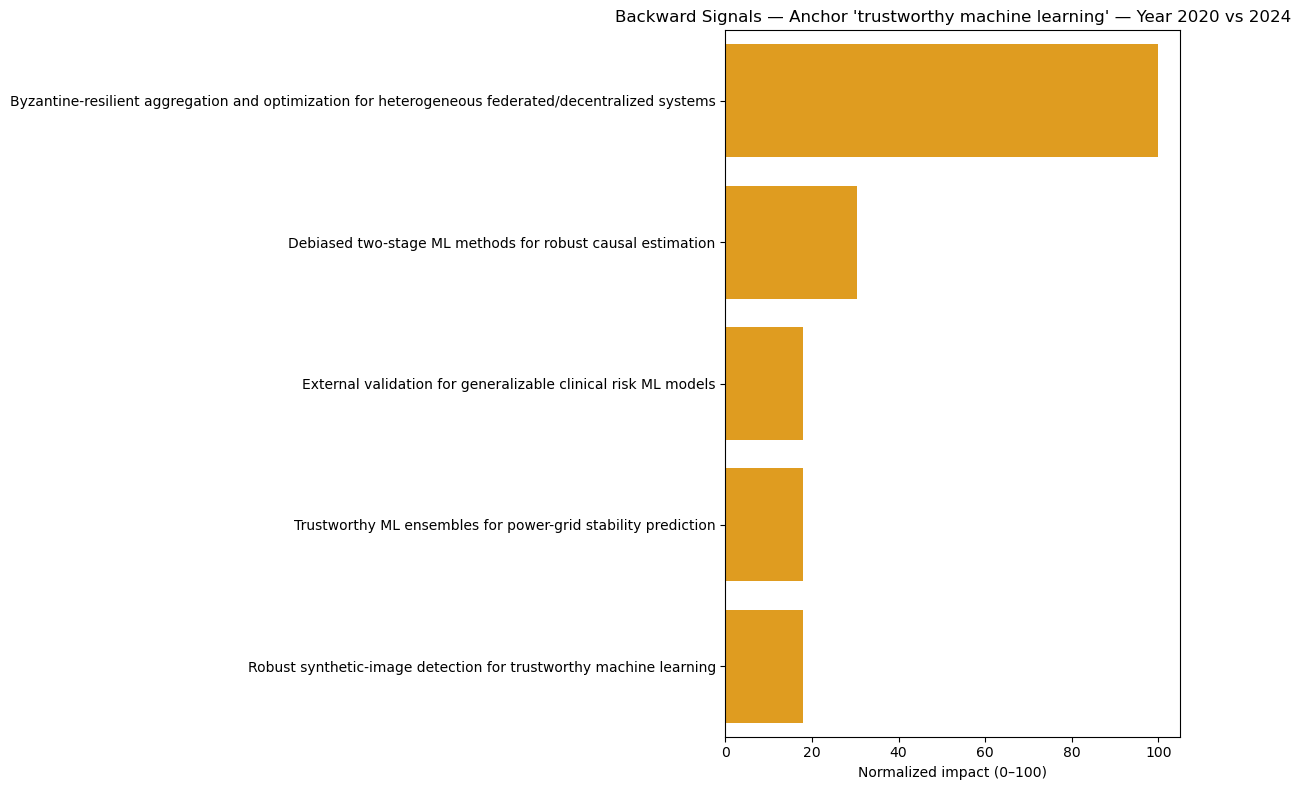 Backward Signals — Anchor 'trustworthy machine learning' — Year 2020 vs 2024
Byzantine-resilient aggregation and optimization for heterogeneous federated/decentralized systems
Debiased two-stage ML methods for robust causal estimation
External validation for generalizable clinical risk ML models
Trustworthy ML ensembles for power-grid stability prediction
Robust synthetic-image detection for trustworthy machine learning
0 20 40 60 80 100
Normalized impact (0–100)